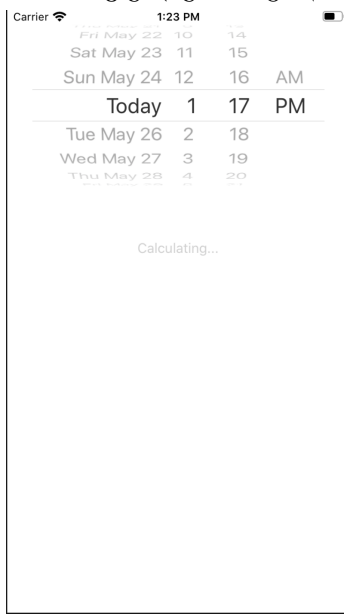 Carrier 1:23 PM
Fri May 22 10 14
Sat May 23 11 15
Sun May 24 12 16 AM
Today 1 17 PM
Tue May 26 2 18
Wed May 27 3 19
Thu May 28 4 20
Calculating...